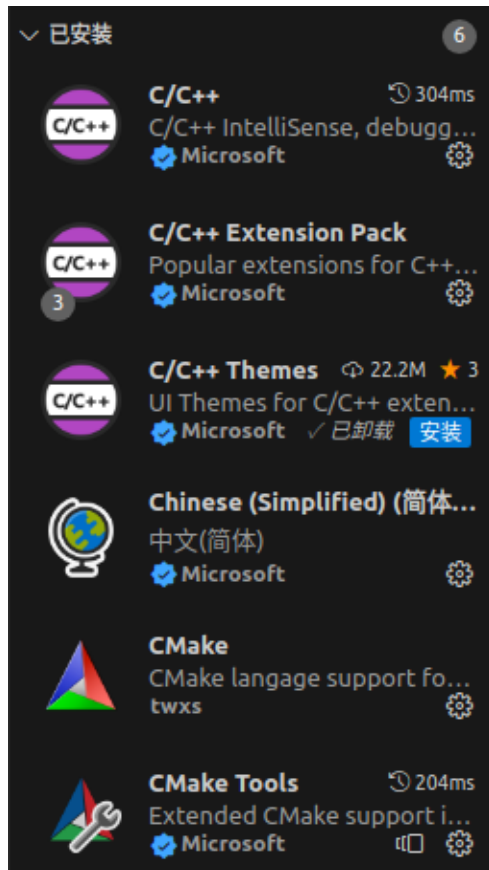 已安装 6
C/C++ 304ms
C/C++ IntelliSense, debugg...
Microsoft
C/C++
C/C++ Extension Pack
Popular extensions for C++...
Microsoft
C/C++
3
C/C++ Themes 22.2M ★ 3
UI Themes for C/C++ exten...
Microsoft ✓ 已卸载 安装
C/C++
Chinese (Simplified) (简体...
中文(简体)
Microsoft
CMake
CMake langage support fo...
twxs
CMake Tools 204ms
Extended CMake support i...
Microsoft